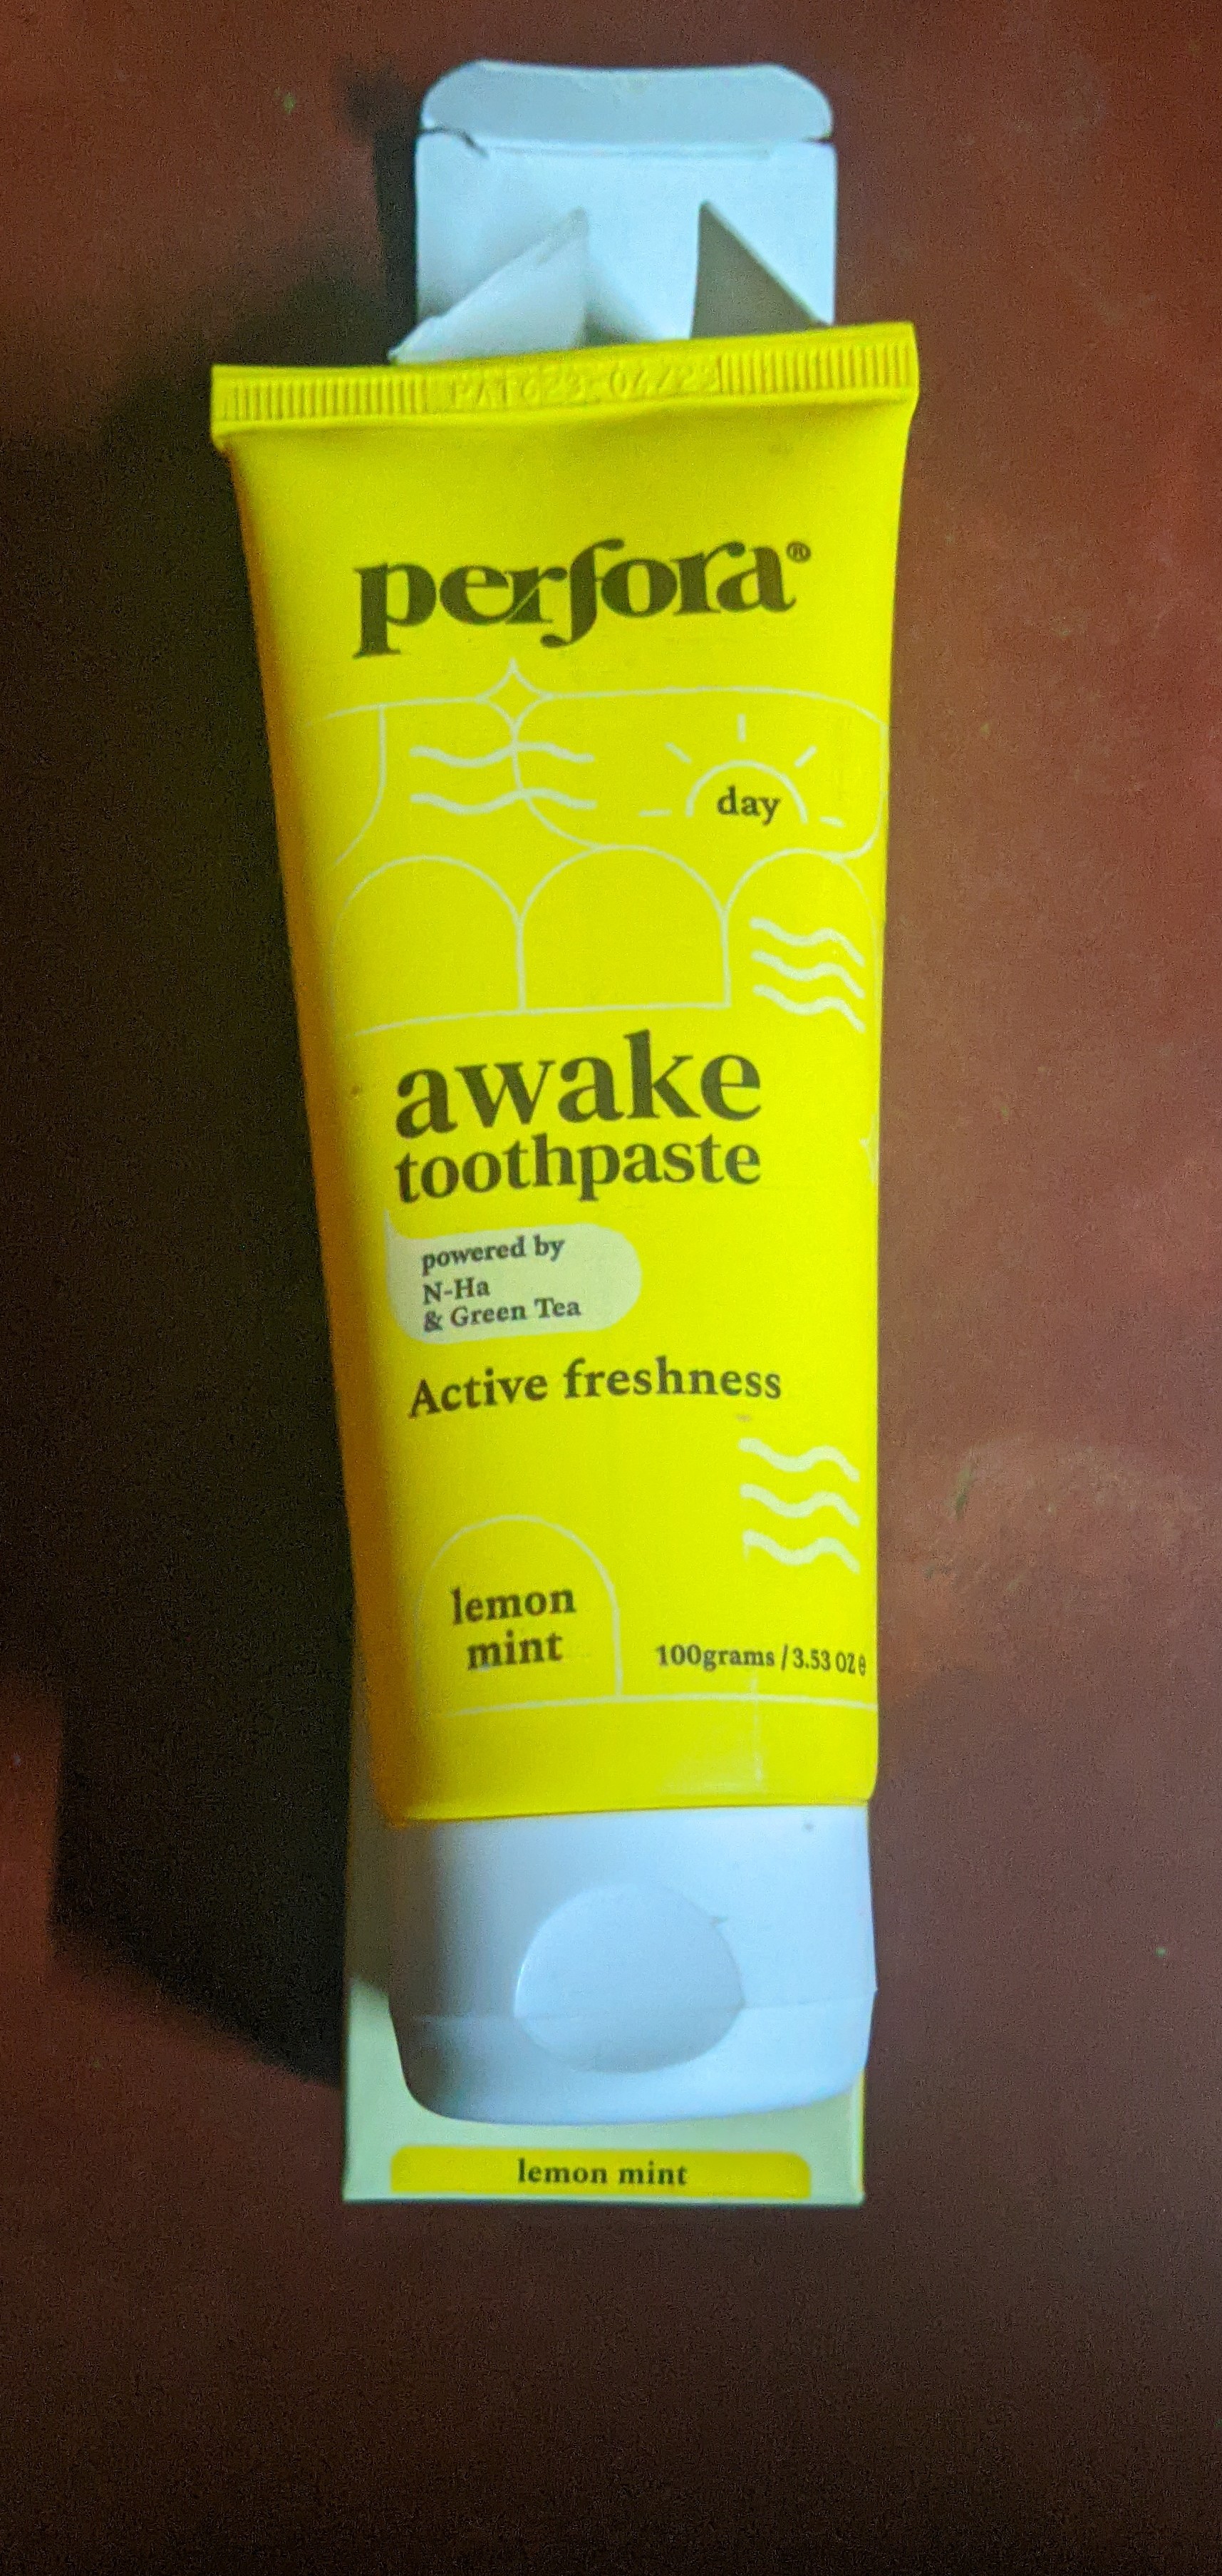 perfora®
day
awake
toothpaste
powered by
N-Ha
& Green Tea
Active freshness
lemon
mint
100grams / 3.53 OZ e
lemon mint